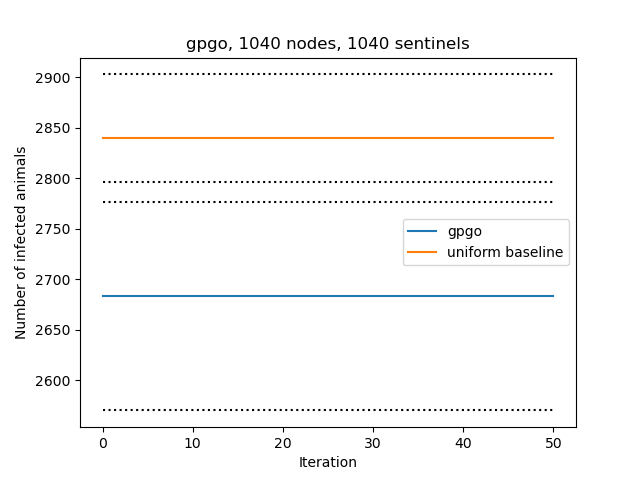 gpgo, 1040 nodes, 1040 sentinels
Number of infected animals
2900
2850
2800
2750
2700
2650
2600
gpgo
uniform baseline
0 10 20 30 40 50
Iteration